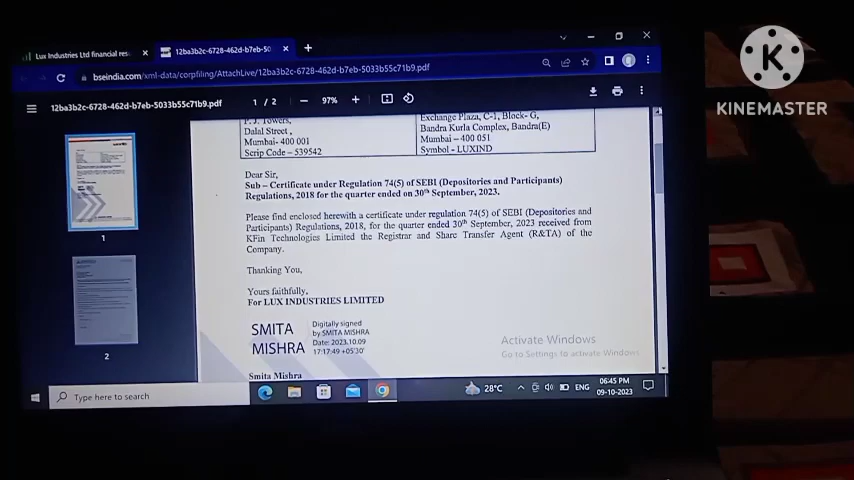 Lux Industries Ltd financial res
12ba3b2c-6728-462d-b7eb-50
bseindia.com/xml-data/corpfiling/AttachLive/12ba3b2c-6728-462d-b7eb-5033b55c71b9.pdf
12ba3b2c-6728-462d-b7eb-5033b55c71b9.pdf
1 / 2
97%
KINEMASTER
P. J. Towers,
Dalal Street,
Mumbai- 400 001
Scrip Code – 539542
Exchange Plaza, C-1, Block- G,
Bandra Kurla Complex, Bandra(E)
Mumbai – 400 051
Symbol - LUXIND
Dear Sir,
Sub – Certificate under Regulation 74(5) of SEBI (Depositories and Participants)
Regulations, 2018 for the quarter ended on 30th September, 2023.
Please find enclosed herewith a certificate under regulation 74(5) of SEBI (Depositories and
Participants) Regulations, 2018, for the quarter ended 30th September, 2023 received from
KFin Technologies Limited the Registrar and Share Transfer Agent (R&TA) of the
Company.
Thanking You,
Yours faithfully,
For LUX INDUSTRIES LIMITED
SMITA
MISHRA
Digitally signed
by SMITA MISHRA
Date: 2023.10.09
17:17:49 +05'30'
Smita Mishra
1
2
Activate Windows
Go to Settings to activate Windows
Type here to search
28°C
ENG
06:45 PM
09-10-2023